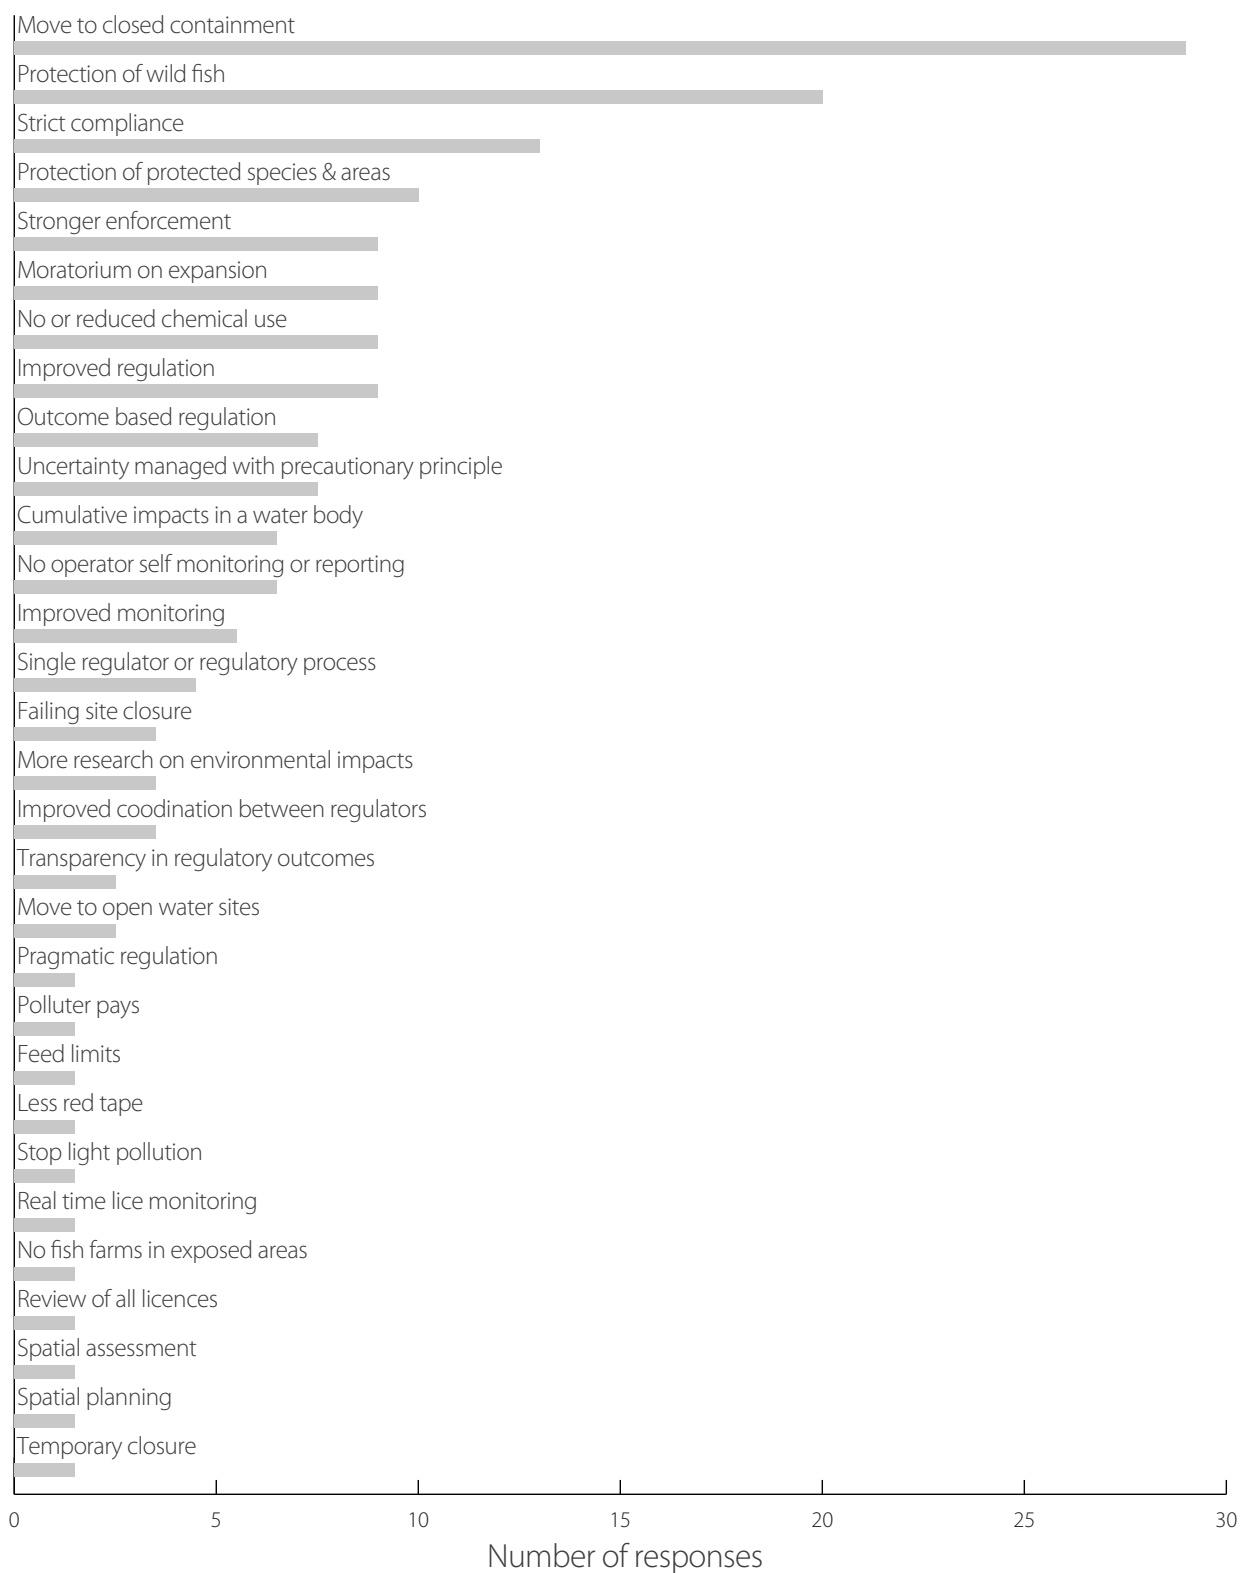 Move to closed containment
Protection of wild fish
Strict compliance
Protection of protected species & areas
Stronger enforcement
Moratorium on expansion
No or reduced chemical use
Improved regulation
Outcome based regulation
Uncertainty managed with precautionary principle
Cumulative impacts in a water body
No operator self monitoring or reporting
Improved monitoring
Single regulator or regulatory process
Failing site closure
More research on environmental impacts
Improved coodination between regulators
Transparency in regulatory outcomes
Move to open water sites
Pragmatic regulation
Polluter pays
Feed limits
Less red tape
Stop light pollution
Real time lice monitoring
No fish farms in exposed areas
Review of all licences
Spatial assessment
Spatial planning
Temporary closure
0 5 10 15 20 25 30
Number of responses